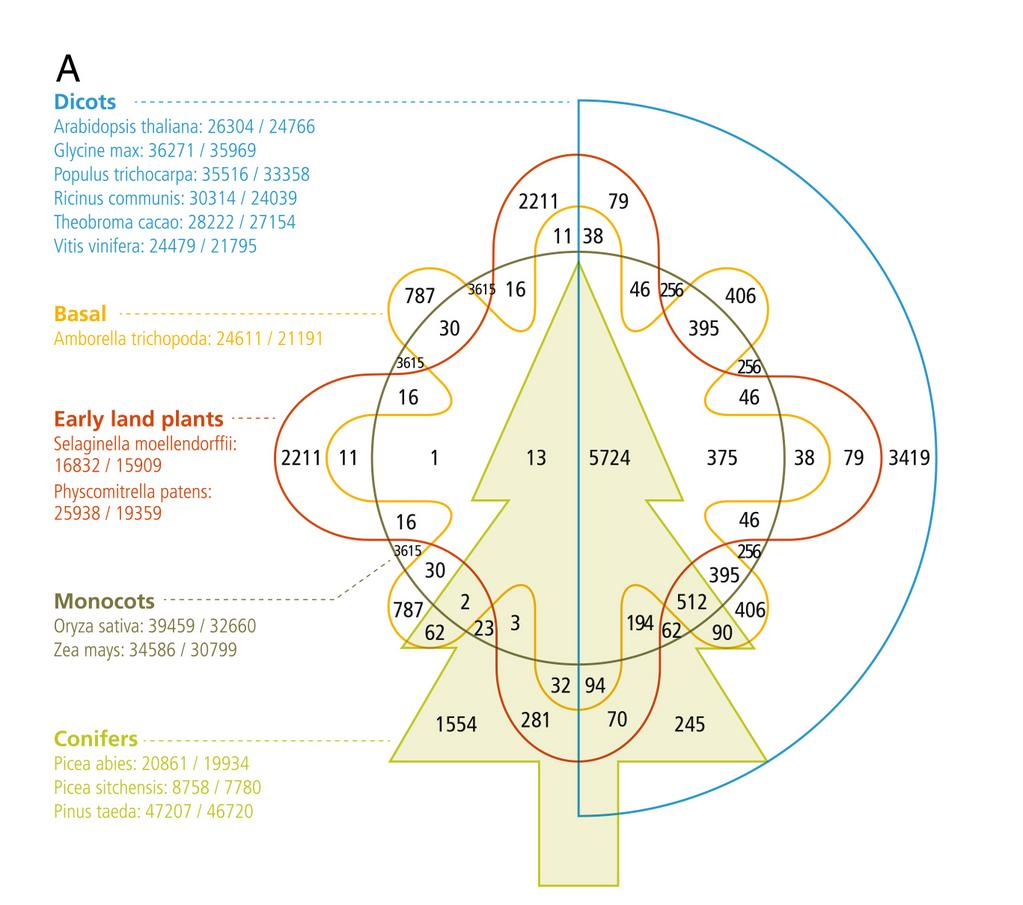 A
Dicots
Arabidopsis thaliana: 26304 / 24766
Glycine max: 36271 / 35969
Populus trichocarpa: 35516 / 33358
Ricinus communis: 30314 / 24039
Theobroma cacao: 28222 / 27154
Vitis vinifera: 24479 / 21795
Basal
Amborella trichopoda: 24611 / 21191
Early land plants
Selaginella moellendorffii:
16832 / 15909
Physcomitrella patens:
25938 / 19359
Monocots
Oryza sativa: 39459 / 32660
Zea mays: 34586 / 30799
Conifers
Picea abies: 20861 / 19934
Picea sitchensis: 8758 / 7780
Pinus taeda: 47207 / 46720
2211 79
11 38
787 3615 16 46 256 406
30 395
3615 256
16 46
2211 11 1 13 5724 375 38 79 3419
16 46
3615 256
30 395
787 2 3 194 512 406
62 23 62 90
32 94
1554 281 70 245